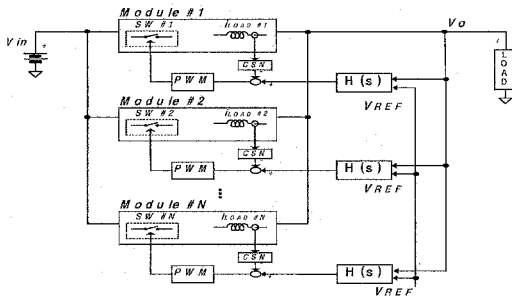 Module #1
SW #1
ILOAD #1
Vin
+
Vo
+
LOAD
CSN
PWM
+
H(s)
VREF
Module #2
SW #2
ILOAD #2
CSN
PWM
+
H(s)
VREF
Module #N
SW #N
ILOAD #N
CSN
PWM
+
H(s)
VREF